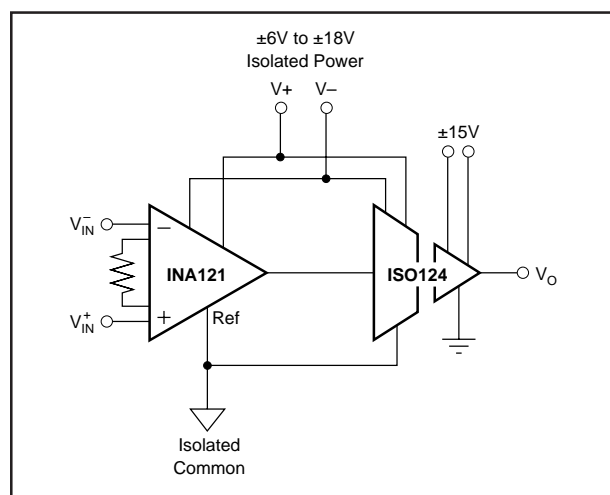 ±6V to ±18V
Isolated Power
V+ V–
±15V
V–IN
–
INA121
ISO124
VO
V+IN
+
Ref
Isolated
Common